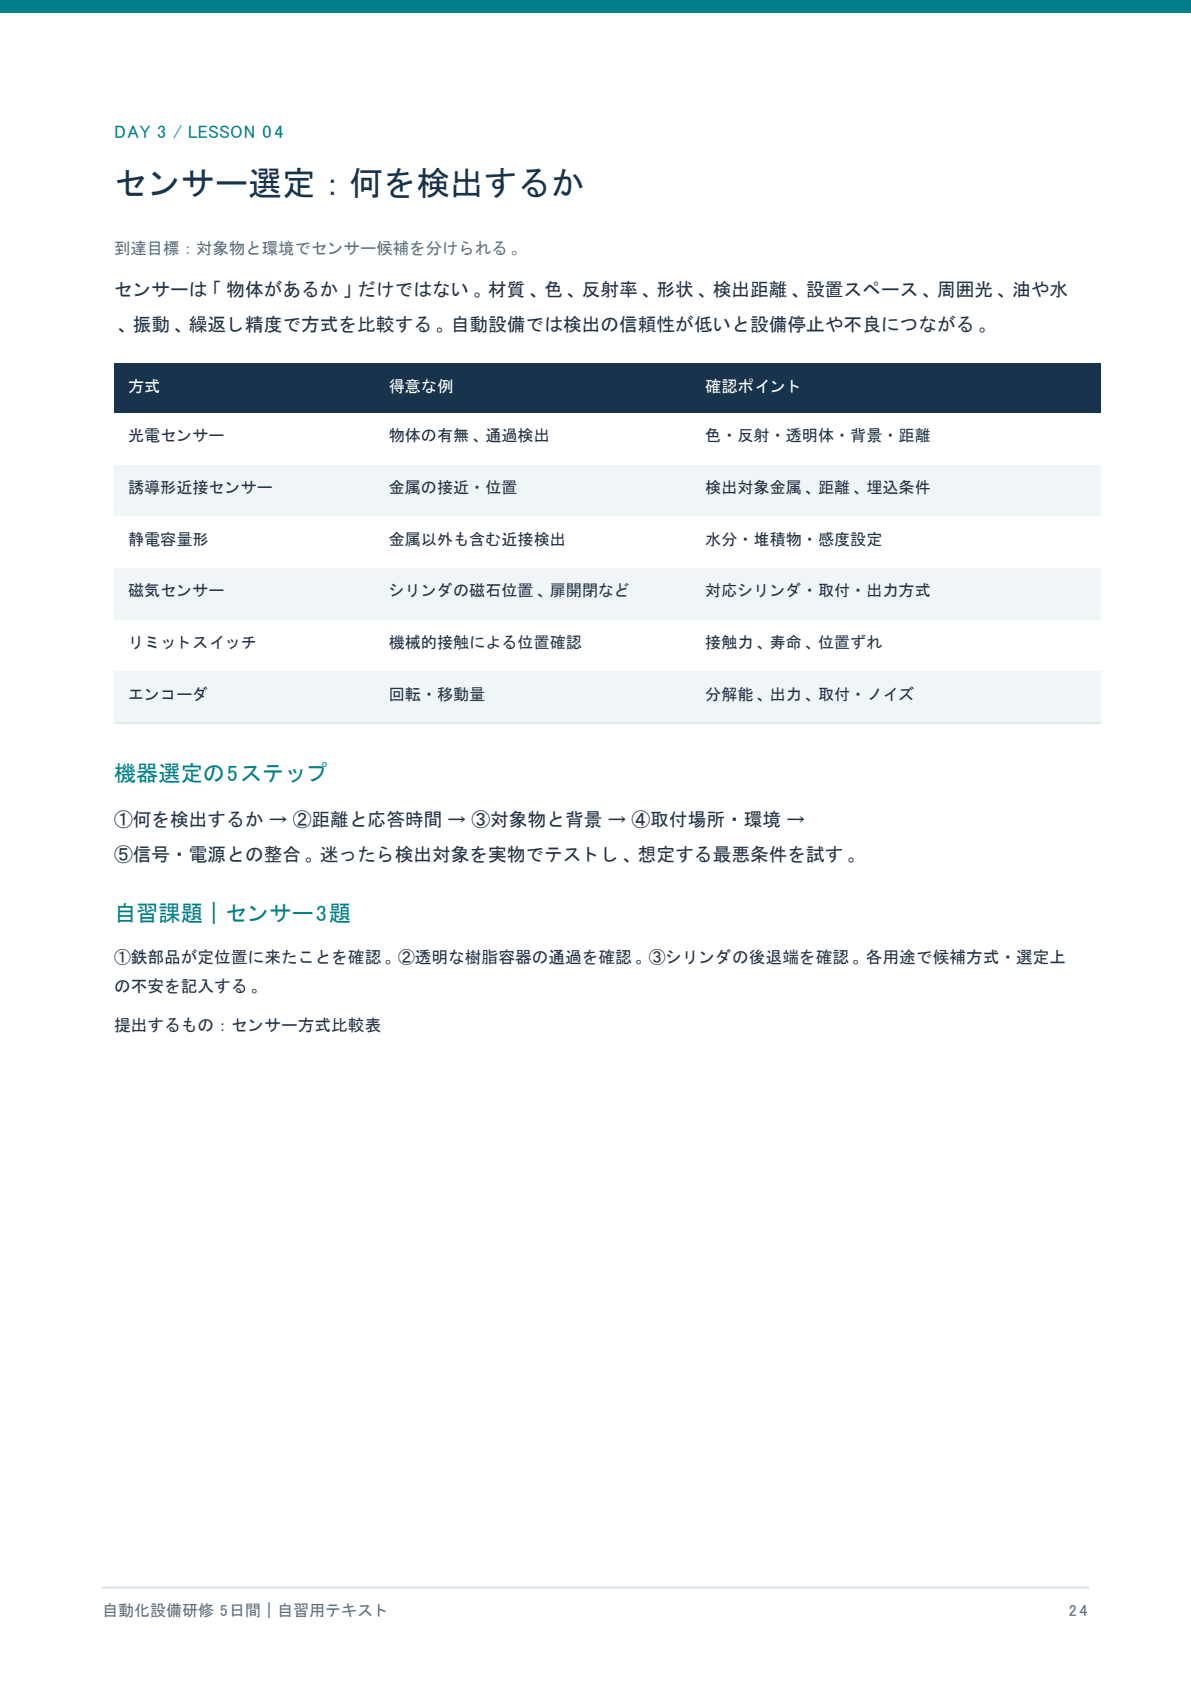 DAY 3 / LESSON 04
センサー選定：何を検出するか
到達目標：対象物と環境でセンサー候補を分けられる。
センサーは「物体があるか」だけではない。材質、色、反射率、形状、検出距離、設置スペース、周囲光、油や水
、振動、繰返し精度で方式を比較する。自動設備では検出の信頼性が低いと設備停止や不良につながる。
方式 得意な例 確認ポイント
光電センサー 物体の有無、通過検出 色・反射・透明体・背景・距離
誘導形近接センサー 金属の接近・位置 検出対象金属、距離、埋込条件
静電容量形 金属以外も含む近接検出 水分・堆積物・感度設定
磁気センサー シリンダの磁石位置、扉開閉など 対応シリンダ・取付・出力方式
リミットスイッチ 機械的接触による位置確認 接触力、寿命、位置ずれ
エンコーダ 回転・移動量 分解能、出力、取付・ノイズ
機器選定の5ステップ
①何を検出するか → ②距離と応答時間 → ③対象物と背景 → ④取付場所・環境 →
⑤信号・電源との整合。迷ったら検出対象を実物でテストし、想定する最悪条件を試す。
自習課題｜センサー3題
①鉄部品が定位置に来たことを確認。②透明な樹脂容器の通過を確認。③シリンダの後退端を確認。各用途で候補方式・選定上
の不安を記入する。
提出するもの：センサー方式比較表
自動化設備研修 5日間｜自習用テキスト 24